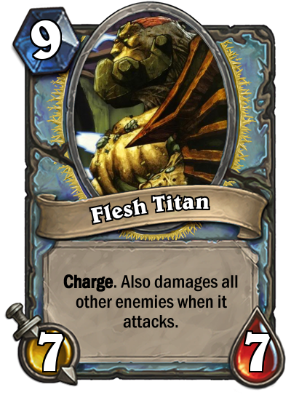 9
Flesh Titan
Charge. Also damages all
other enemies when it
attacks.
7 7